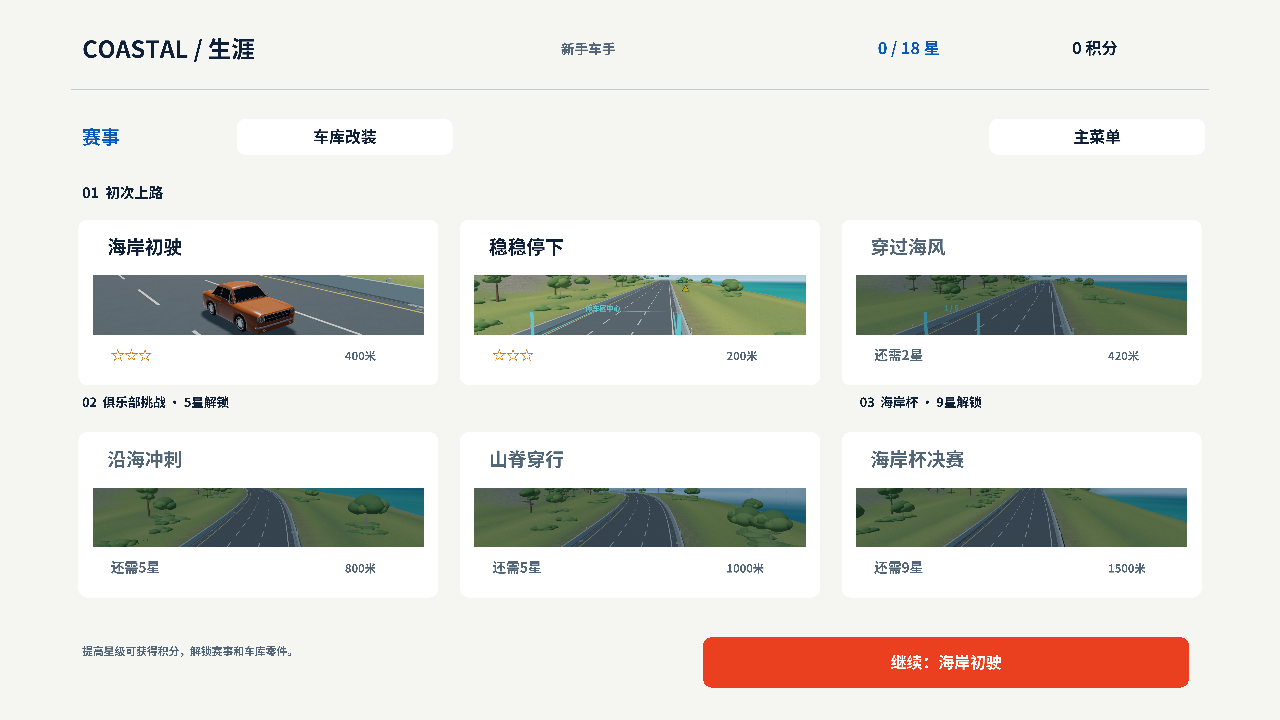 COASTAL / 生涯
新手车手
0 / 18 星
0 积分
赛事
车库改装
主菜单
01 初次上路
海岸初驶
稳稳停下
穿过海风
停车区中心
☆☆☆
400米
☆☆☆
200米
还需2星
420米
02 俱乐部挑战 · 5星解锁
03 海岸杯 · 9星解锁
沿海冲刺
山脊穿行
海岸杯决赛
还需5星
800米
还需5星
1000米
还需9星
1500米
提高星级可获得积分，解锁赛事和车库零件。
继续：海岸初驶